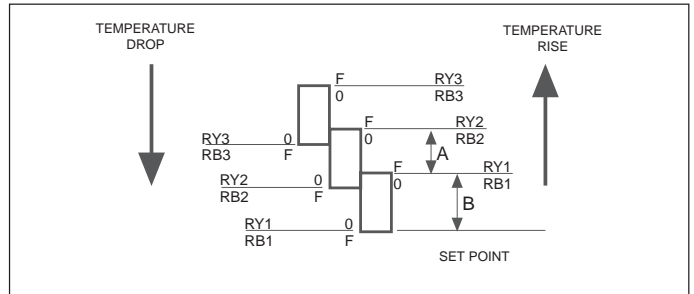 TEMPERATURE
DROP
TEMPERATURE
RISE
F RY3
0 RB3
F RY2
0 RB2
RY3 0
RB3 F
A
F RY1
0 RB1
RY2 0
RB2 F
B
RY1 0
RB1 F
SET POINT